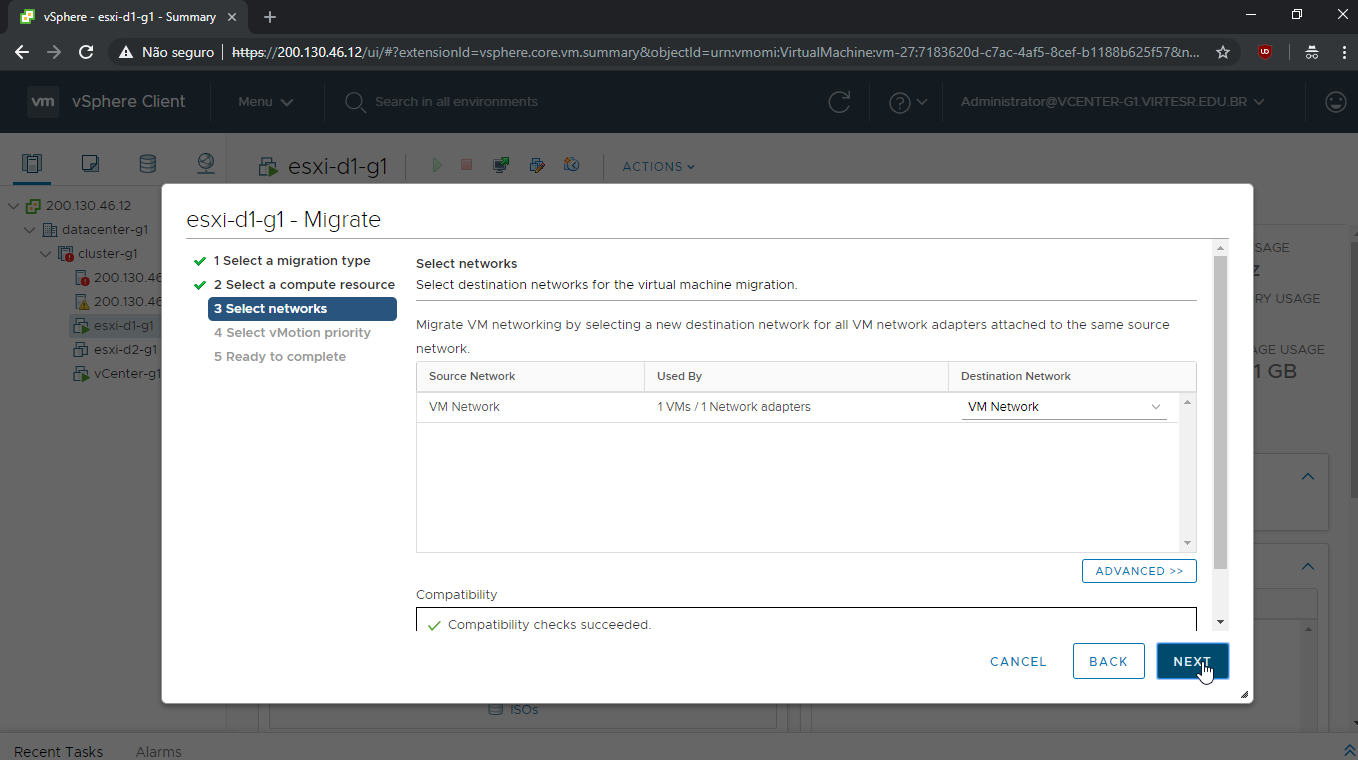 vSphere - esxi-d1-g1 - Summary
Não seguro https://200.130.46.12/ui/#?extensionId=vsphere.core.vm.summary&objectId=urn:vmomi:VirtualMachine:vm-27:7183620d-c7ac-4af5-8cef-b1188b625f57&n...
vm vSphere Client Menu Search in all environments Administrator@VCENTER-G1.VIRTESR.EDU.BR
esxi-d1-g1 ACTIONS
200.130.46.12
datacenter-g1
cluster-g1
200.130.46
200.130.46
esxi-d1-g1
esxi-d2-g1
vCenter-g1
esxi-d1-g1 - Migrate
1 Select a migration type
2 Select a compute resource
3 Select networks
4 Select vMotion priority
5 Ready to complete
Select networks
Select destination networks for the virtual machine migration.
Migrate VM networking by selecting a new destination network for all VM network adapters attached to the same source
network.
Source Network Used By Destination Network
VM Network 1 VMs / 1 Network adapters VM Network
ADVANCED >>
Compatibility
Compatibility checks succeeded.
CANCEL BACK NEXT
SAGE
Z
RY USAGE
AGE USAGE
1 GB
ISOs
Recent Tasks Alarms